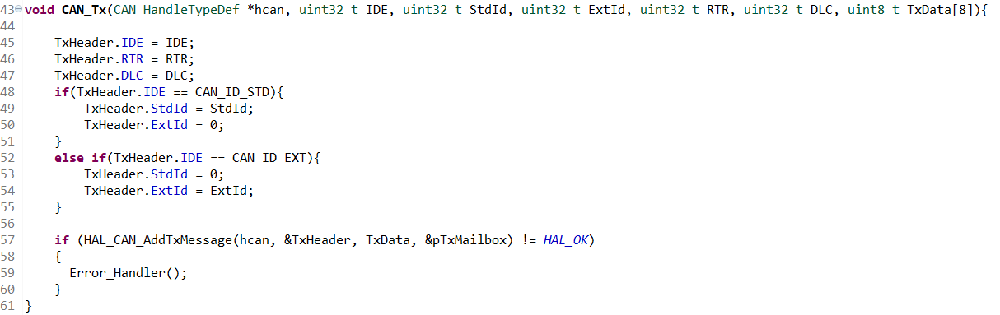 43 void CAN_Tx(CAN_HandleTypeDef *hcan, uint32_t IDE, uint32_t StdId, uint32_t ExtId, uint32_t RTR, uint32_t DLC, uint8_t TxData[8]){
44
45     TxHeader.IDE = IDE;
46     TxHeader.RTR = RTR;
47     TxHeader.DLC = DLC;
48     if(TxHeader.IDE == CAN_ID_STD){
49         TxHeader.StdId = StdId;
50         TxHeader.ExtId = 0;
51     }
52     else if(TxHeader.IDE == CAN_ID_EXT){
53         TxHeader.StdId = 0;
54         TxHeader.ExtId = ExtId;
55     }
56
57     if (HAL_CAN_AddTxMessage(hcan, &TxHeader, TxData, &pTxMailbox) != HAL_OK)
58     {
59       Error_Handler();
60     }
61 }